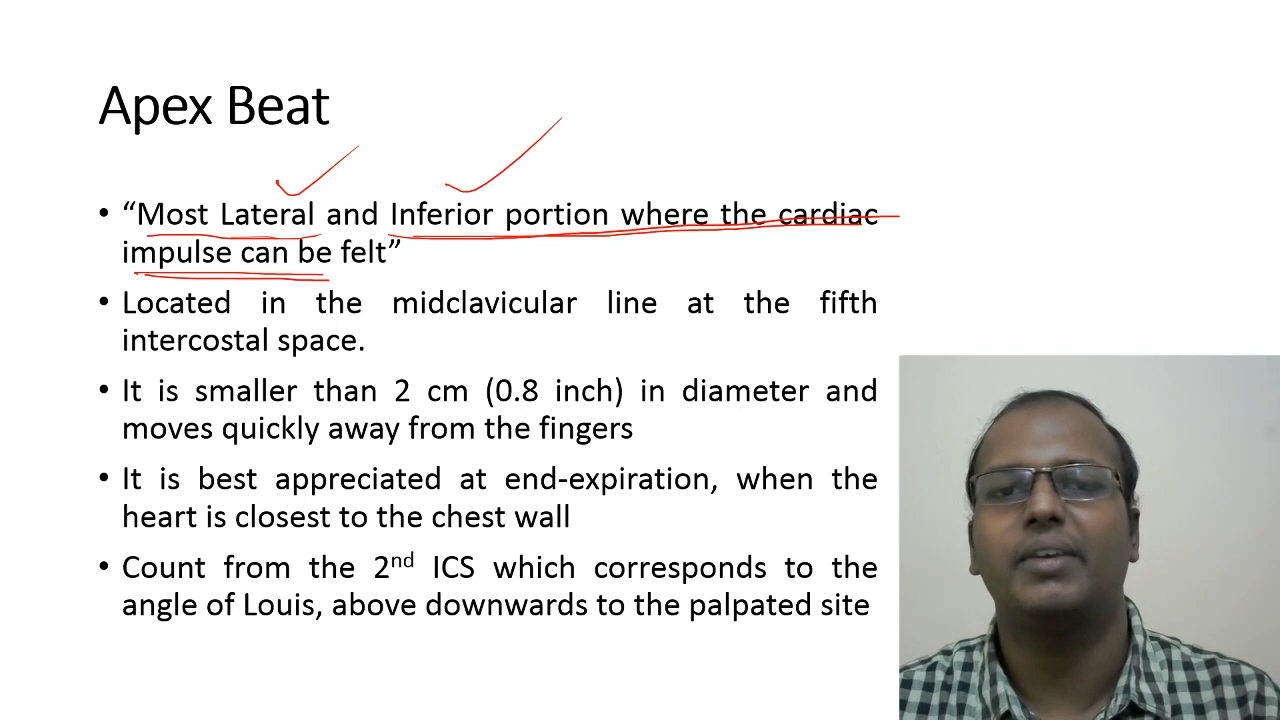 Apex Beat
• “Most Lateral and Inferior portion where the cardiac
impulse can be felt”
• Located in the midclavicular line at the fifth
intercostal space.
• It is smaller than 2 cm (0.8 inch) in diameter and
moves quickly away from the fingers
• It is best appreciated at end-expiration, when the
heart is closest to the chest wall
• Count from the 2nd ICS which corresponds to the
angle of Louis, above downwards to the palpated site